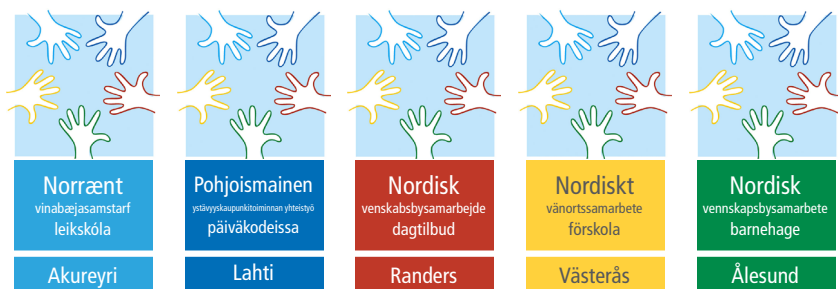 Norrænt
vinabæjasamstarf
leikskóla
Akureyri
Pohjoismainen
ystävyyskaupunkitoiminnan yhteistyö
päiväkodeissa
Lahti
Nordisk
venskabsbysamarbejde
dagtilbud
Randers
Nordiskt
vänortssamarbete
förskola
Västerås
Nordisk
vennskapsbysamarbete
barnehage
Ålesund